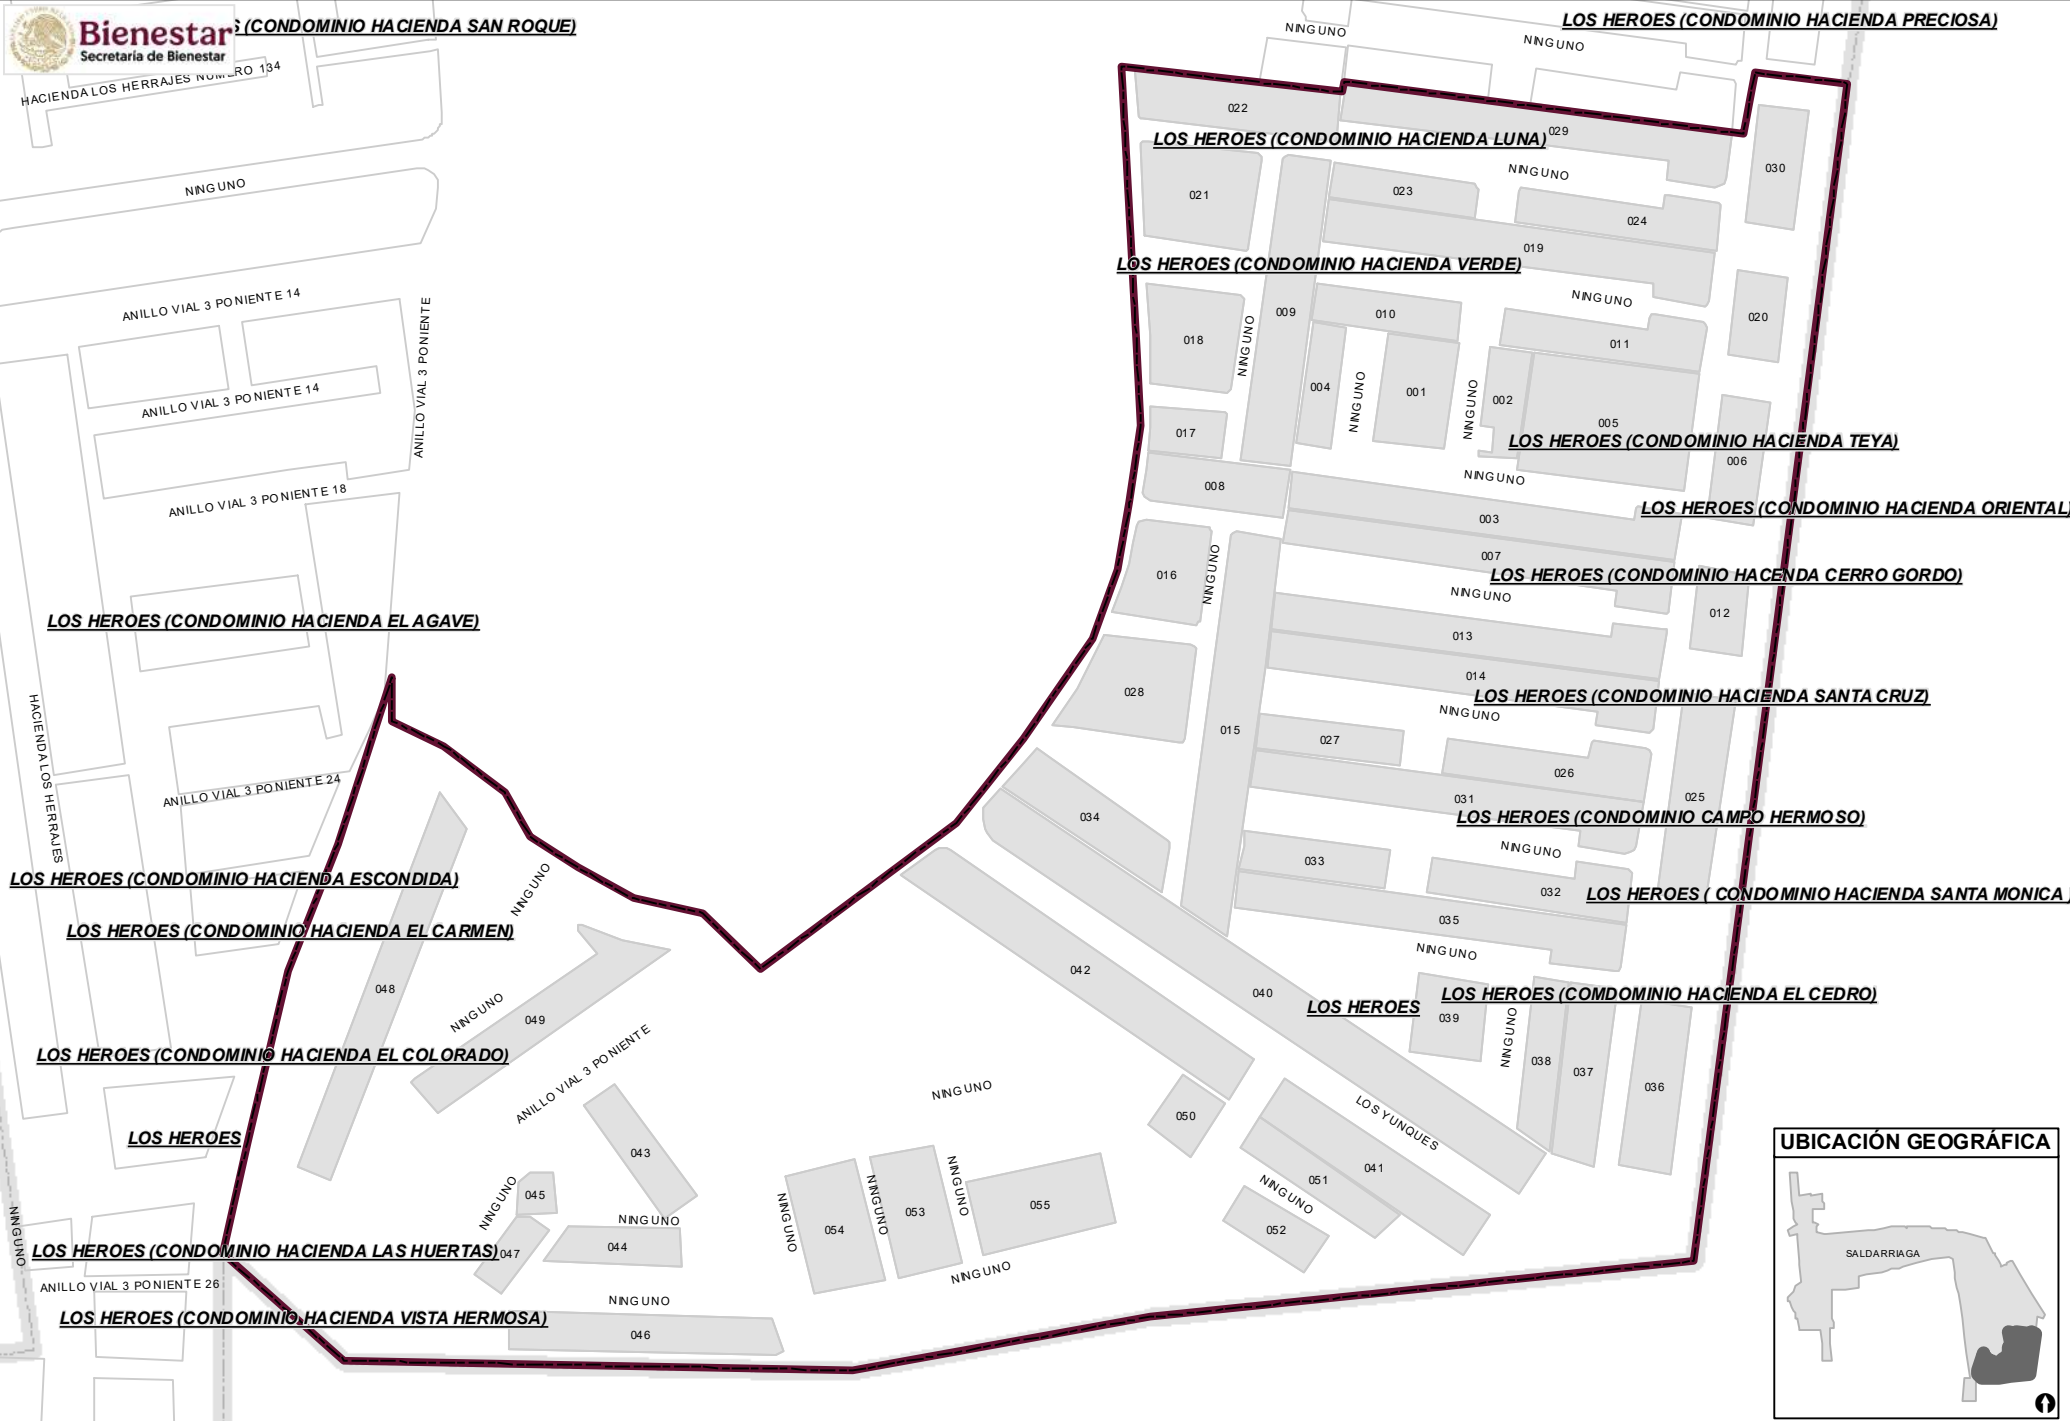 Bienestar
Secretaría de Bienestar
S (CONDOMINIO HACIENDA SAN ROQUE)
LOS HEROES (CONDOMINIO HACIENDA PRECIOSA)
NINGUNO
NINGUNO
HACIENDA LOS HERRAJES NUMERO 134
022
029
LOS HEROES (CONDOMINIO HACIENDA LUNA)
030
NINGUNO
NINGUNO
023
021
024
019
LOS HEROES (CONDOMINIO HACIENDA VERDE)
ANILLO VIAL 3 PONIENTE 14
NINGUNO
009
010
020
018
NINGUNO
011
ANILLO VIAL 3 PONIENTE
ANILLO VIAL 3 PONIENTE 14
004
NINGUNO
001
NINGUNO
002
005
017
LOS HEROES (CONDOMINIO HACIENDA TEYA)
006
NINGUNO
008
ANILLO VIAL 3 PONIENTE 18
LOS HEROES (CONDOMINIO HACIENDA ORIENTAL)
003
007
016
NINGUNO
LOS HEROES (CONDOMINIO HACENDA CERRO GORDO)
NINGUNO
012
LOS HEROES (CONDOMINIO HACIENDA EL AGAVE)
013
014
028
LOS HEROES (CONDOMINIO HACIENDA SANTA CRUZ)
NINGUNO
015
027
HACIENDA LOS HERRAJES
026
ANILLO VIAL 3 PONIENTE 24
031
025
034
LOS HEROES (CONDOMINIO CAMPO HERMOSO)
NINGUNO
033
LOS HEROES (CONDOMINIO HACIENDA ESCONDIDA)
NINGUNO
032
LOS HEROES ( CONDOMINIO HACIENDA SANTA MONICA )
035
LOS HEROES (CONDOMINIO HACIENDA EL CARMEN)
NINGUNO
042
048
040
LOS HEROES (COMDOMINIO HACIENDA EL CEDRO)
LOS HEROES
039
NINGUNO
049
NINGUNO
038
037
036
LOS HEROES (CONDOMINIO HACIENDA EL COLORADO)
ANILLO VIAL 3 PONIENTE
NINGUNO
050
LOS YUNQUES
LOS HEROES
043
041
051
NINGUNO
045
NINGUNO
NINGUNO
054
NINGUNO
053
NINGUNO
055
052
NINGUNO
044
047
LOS HEROES (CONDOMINIO HACIENDA LAS HUERTAS)
NINGUNO
ANILLO VIAL 3 PONIENTE 26
NINGUNO
NINGUNO
LOS HEROES (CONDOMINIO HACIENDA VISTA HERMOSA)
046
UBICACIÓN GEOGRÁFICA
SALDARRIAGA